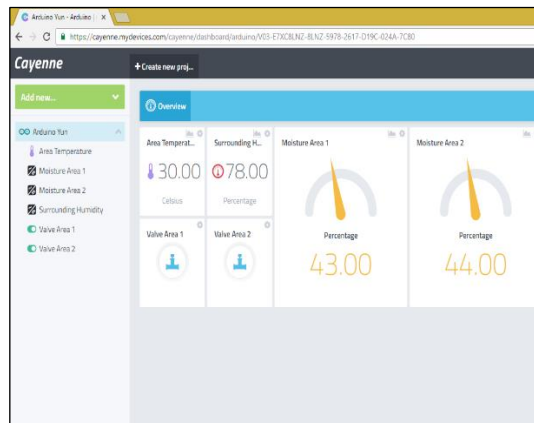 Arduino Yun - Arduino |
https://cayenne.mydevices.com/cayenne/dashboard/arduino/V03-E7XC8LNZ-8LNZ-5978-2617-D19C-024A-7C80
Cayenne
+ Create new proj...
Add new...
Overview
Arduino Yun
Area Temperature
Moisture Area 1
Moisture Area 2
Surrounding Humidity
Valve Area 1
Valve Area 2
Area Temperat...
30.00
Celsius
Surrounding H...
78.00
Percentage
Moisture Area 1
Percentage
43.00
Moisture Area 2
Percentage
44.00
Valve Area 1
Valve Area 2